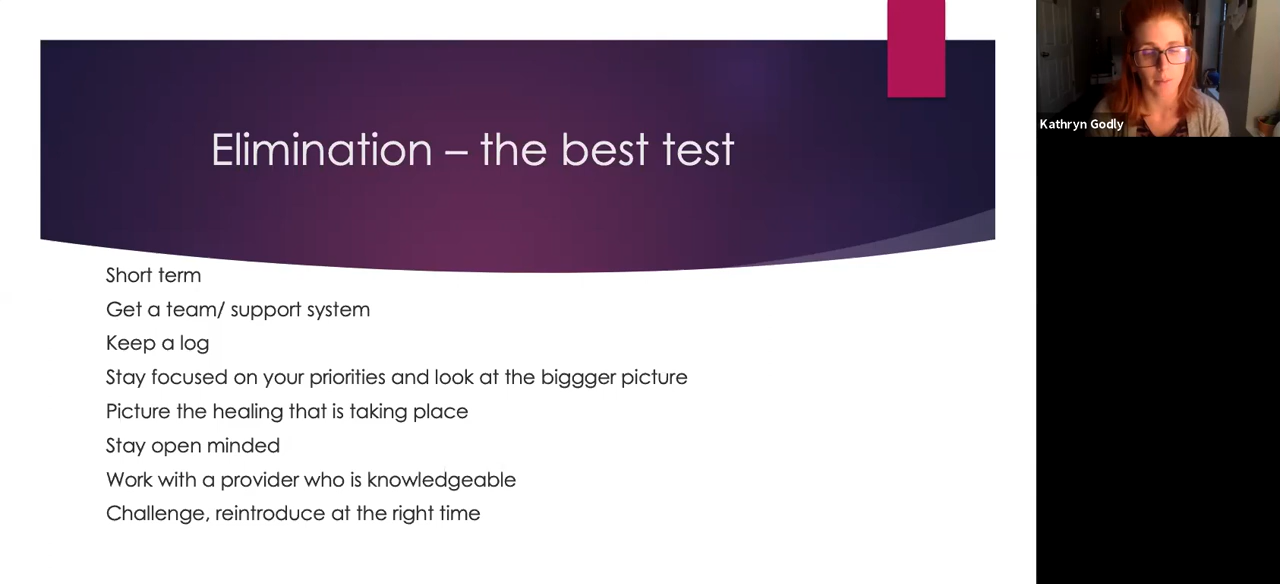 Elimination – the best test
Short term
Get a team/ support system
Keep a log
Stay focused on your priorities and look at the biggger picture
Picture the healing that is taking place
Stay open minded
Work with a provider who is knowledgeable
Challenge, reintroduce at the right time
Kathryn Godly